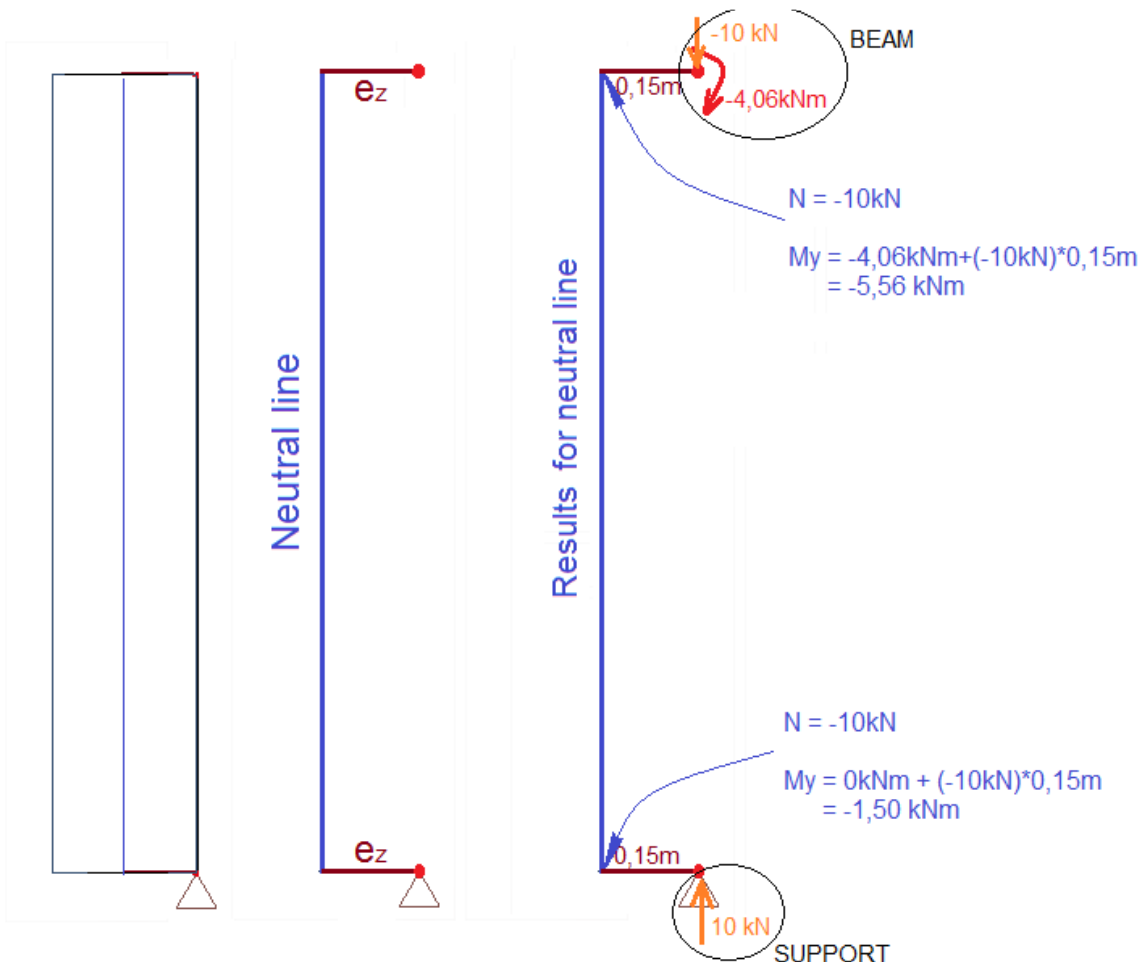 -10 kN
BEAM
ez
0,15m
-4,06kNm
N = -10kN
My = -4,06kNm+(-10kN)*0,15m
= -5,56 kNm
Neutral line
Results for neutral line
N = -10kN
My = 0kNm + (-10kN)*0,15m
= -1,50 kNm
ez
0,15m
10 kN
SUPPORT